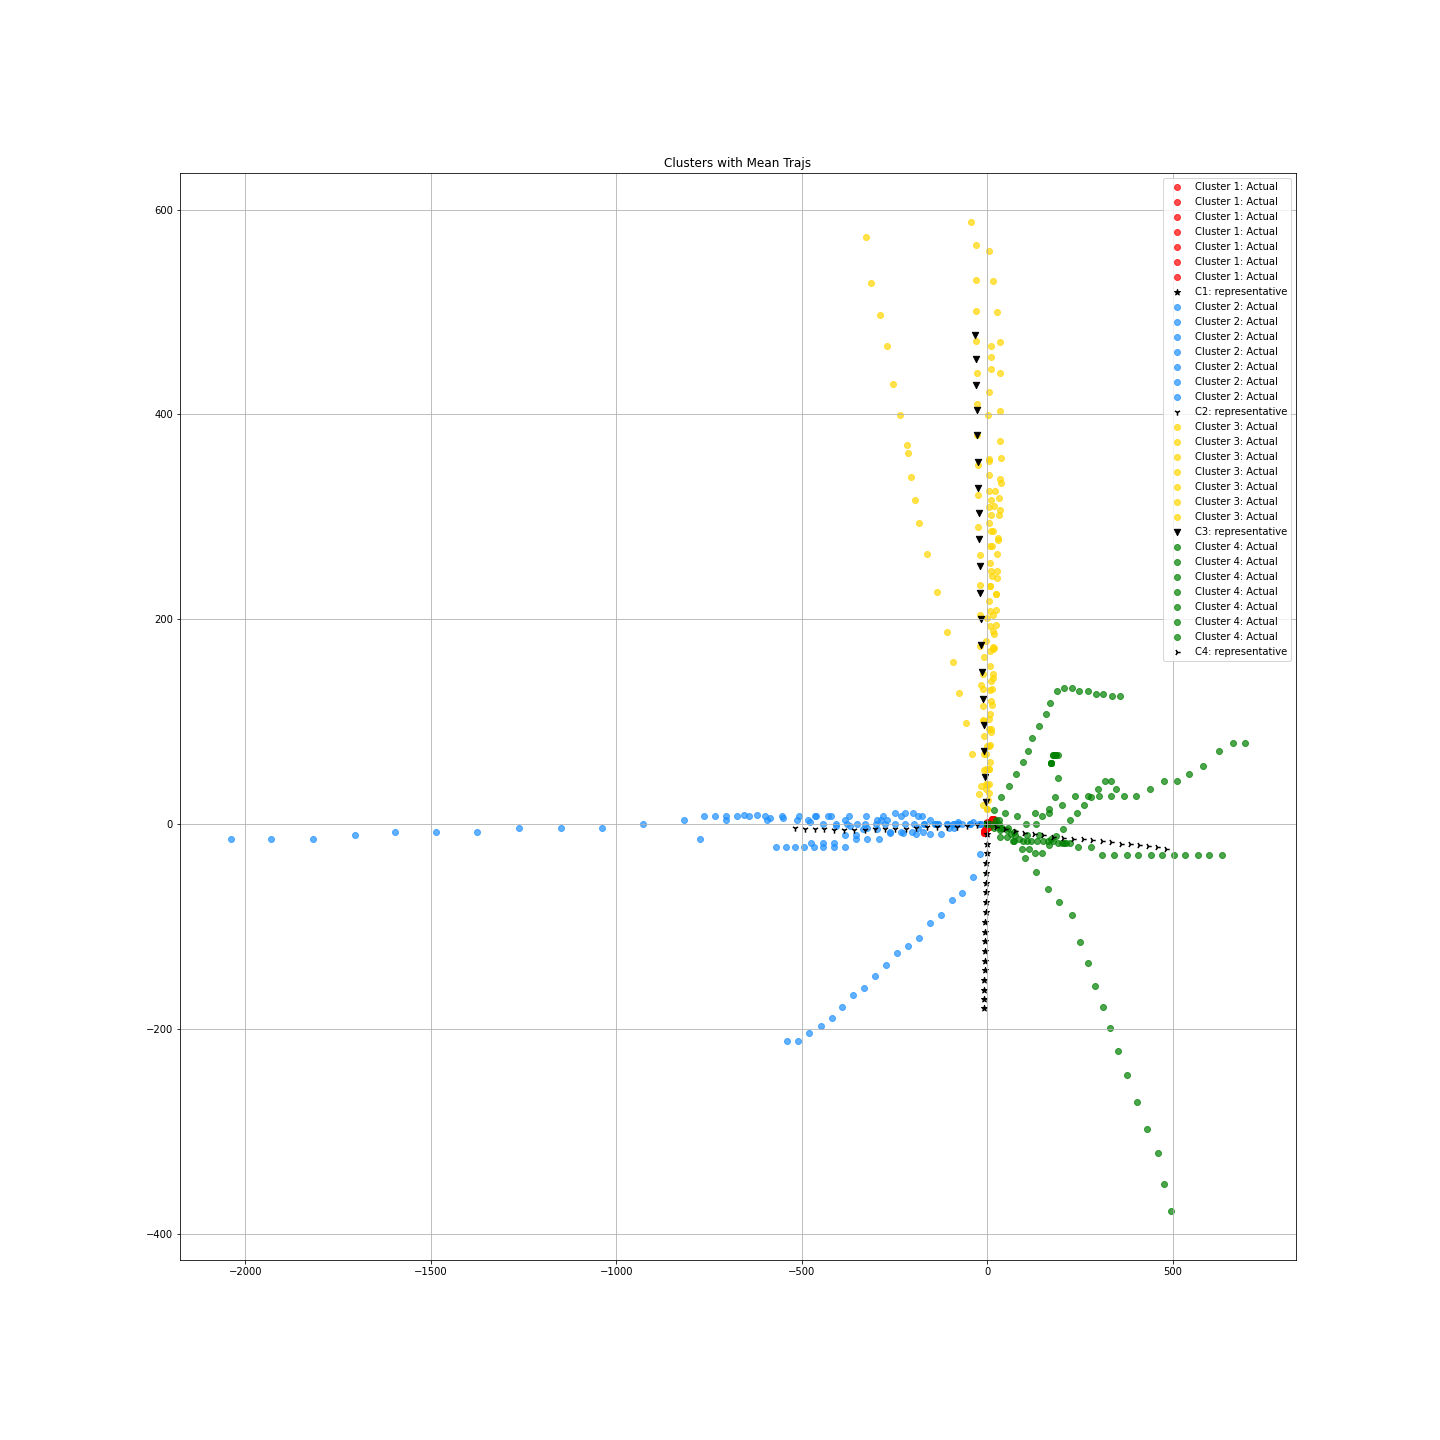 Clusters with Mean Trajs
600
400
200
0
−200
−400
−2000
−1500
−1000
−500
0
500
Cluster 1: Actual
Cluster 1: Actual
Cluster 1: Actual
Cluster 1: Actual
Cluster 1: Actual
Cluster 1: Actual
Cluster 1: Actual
C1: representative
Cluster 2: Actual
Cluster 2: Actual
Cluster 2: Actual
Cluster 2: Actual
Cluster 2: Actual
Cluster 2: Actual
Cluster 2: Actual
C2: representative
Cluster 3: Actual
Cluster 3: Actual
Cluster 3: Actual
Cluster 3: Actual
Cluster 3: Actual
Cluster 3: Actual
Cluster 3: Actual
C3: representative
Cluster 4: Actual
Cluster 4: Actual
Cluster 4: Actual
Cluster 4: Actual
Cluster 4: Actual
Cluster 4: Actual
Cluster 4: Actual
C4: representative